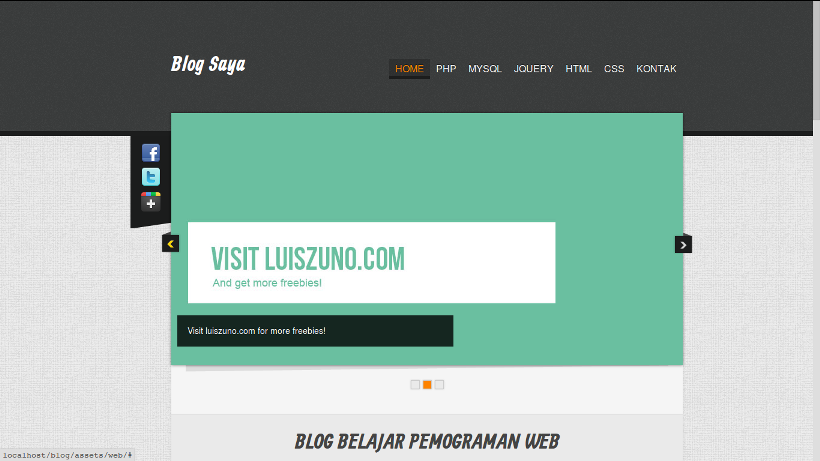 Blog Saya
HOME PHP MYSQL JQUERY HTML CSS KONTAK
VISIT LUISZUNO.COM
And get more freebies!
Visit luiszuno.com for more freebies!
BLOG BELAJAR PEMOGRAMAN WEB
localhost/blog/assets/web/#